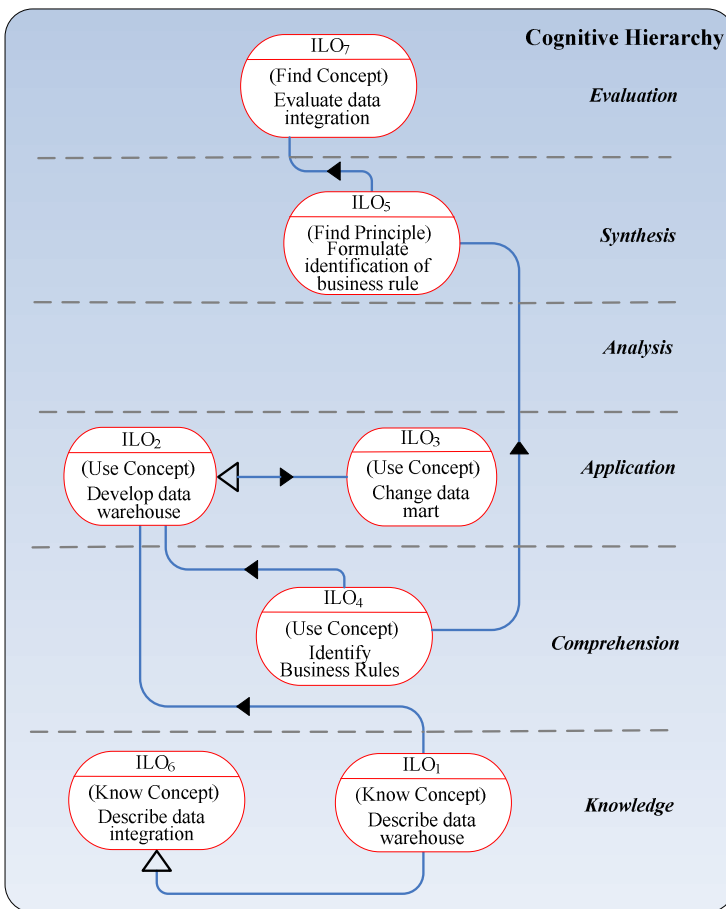 Cognitive Hierarchy
ILO7
(Find Concept)
Evaluate data
integration
Evaluation
ILO5
(Find Principle)
Formulate
identification of
business rule
Synthesis
Analysis
ILO2
(Use Concept)
Develop data
warehouse
ILO3
(Use Concept)
Change data
mart
Application
ILO4
(Use Concept)
Identify
Business Rules
Comprehension
ILO6
(Know Concept)
Describe data
integration
ILO1
(Know Concept)
Describe data
warehouse
Knowledge